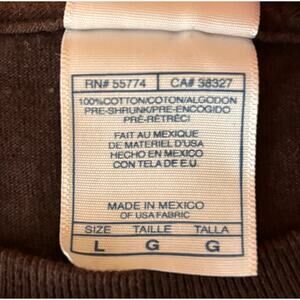 RN# 55774 CA# 38327
100%COTTON/COTON/ALGODON
PRE-SHRUNK/PRE-ENCOGIDO
PRÉ-RÉTRÉCI
FAIT AU MEXIQUE
DE MATERIEL D'USA
HECHO EN MEXICO
CON TELA DE E.U.
MADE IN MEXICO
OF USA FABRIC
SIZE TAILLE TALLA
L G G